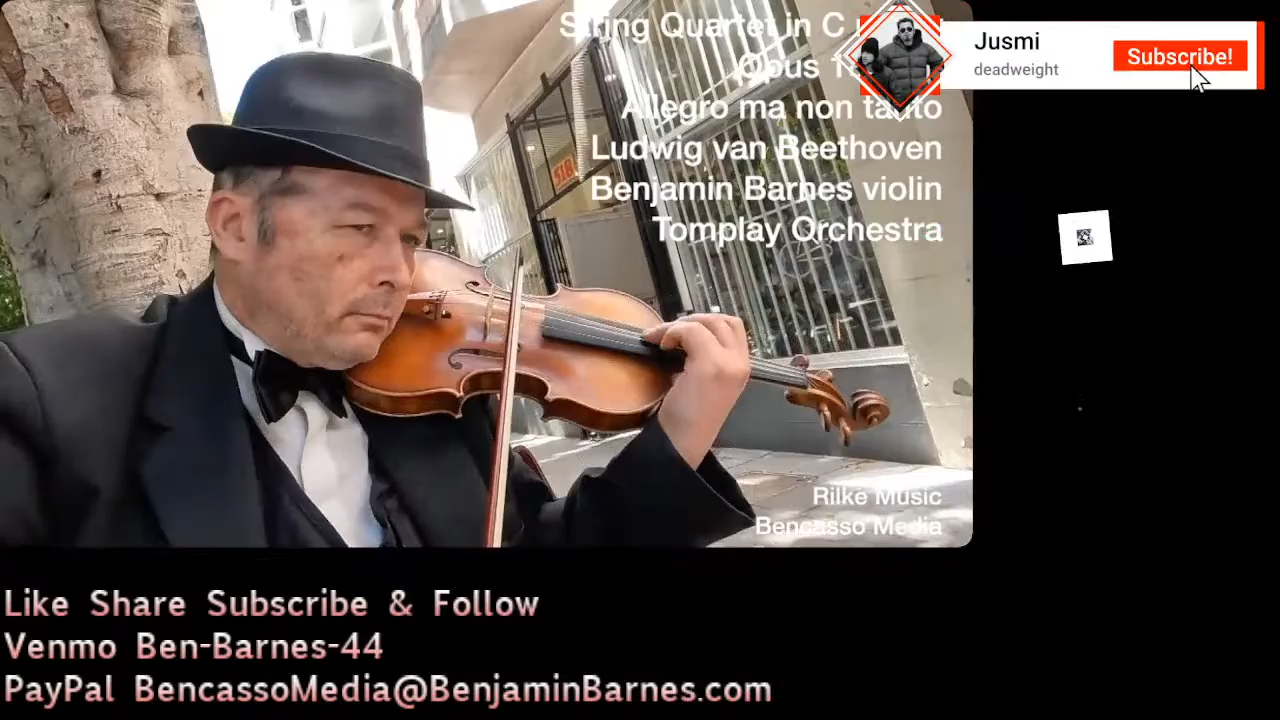 String Quartet in C
Opus
Allegro ma non tanto
Ludwig van Beethoven
Benjamin Barnes violin
Tomplay Orchestra
Jusmi
deadweight
Subscribe!
518
Rilke Music
Bencasso Media
Like Share Subscribe & Follow
Venmo Ben-Barnes-44
PayPal BencassoMedia@BenjaminBarnes.com